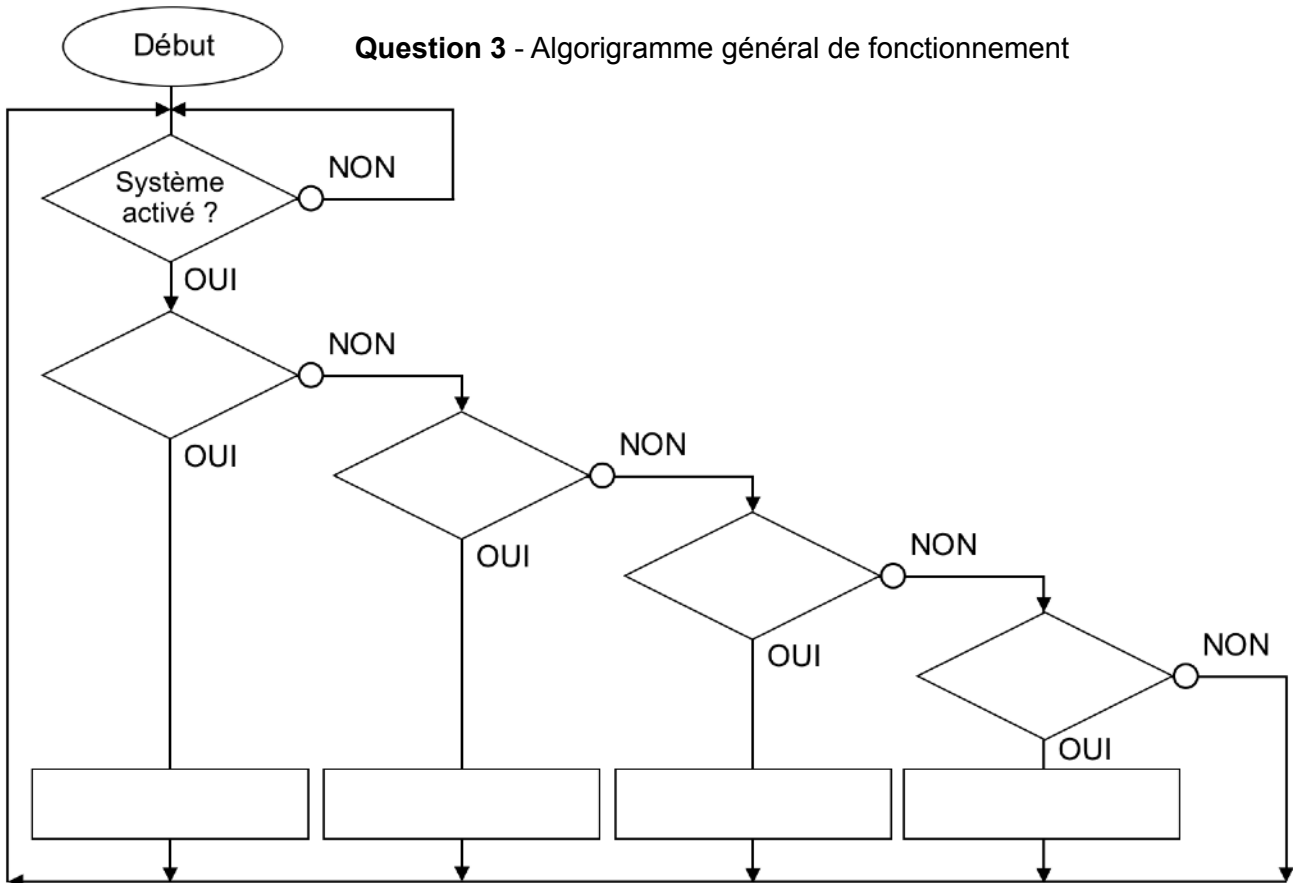 Début
Question 3 - Algorigramme général de fonctionnement
NON
Système
activé ?
OUI
NON
OUI
NON
OUI
NON
OUI
NON
OUI